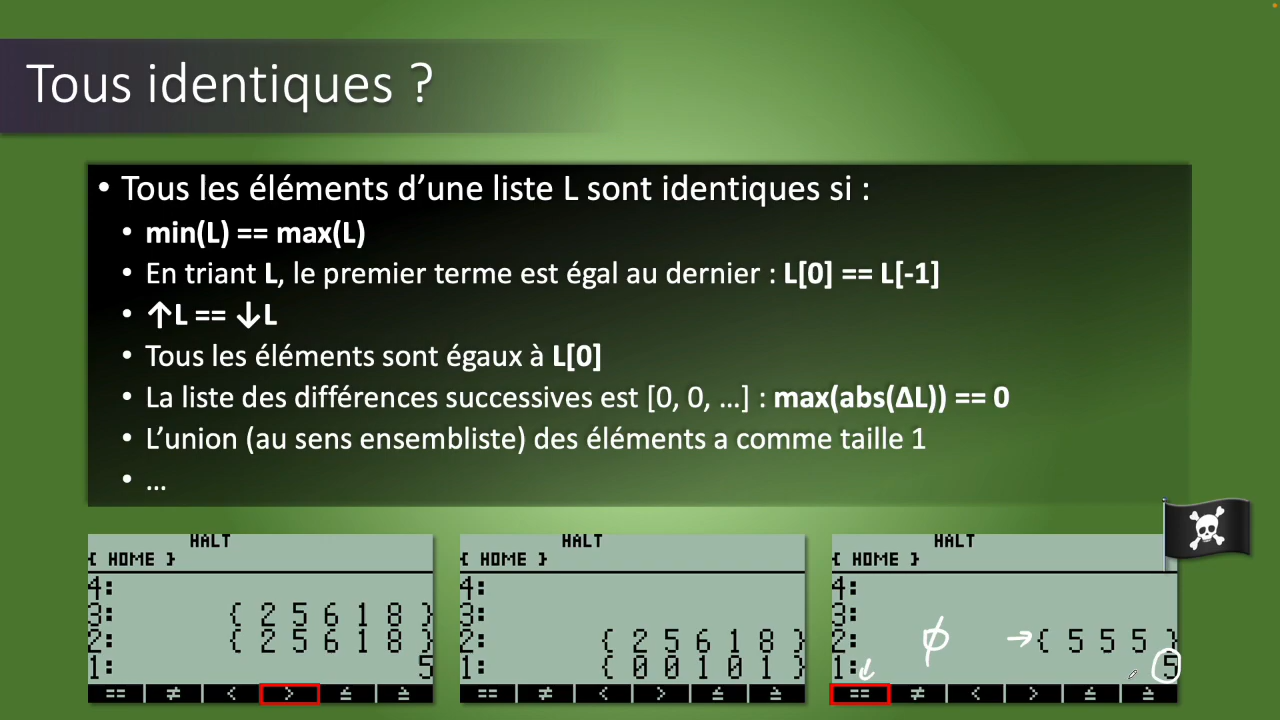 Tous identiques ?
• Tous les éléments d’une liste L sont identiques si :
• min(L) == max(L)
• En triant L, le premier terme est égal au dernier : L[0] == L[-1]
• ↑L == ↓L
• Tous les éléments sont égaux à L[0]
• La liste des différences successives est [0, 0, …] : max(abs(ΔL)) == 0
• L’union (au sens ensembliste) des éléments a comme taille 1
• …
HALT
{ HOME }
4:
3: { 2 5 6 1 8 }
2: { 2 5 6 1 8 }
1: 5
== ≠ < > ≤ ≥
HALT
{ HOME }
4:
3:
2: { 2 5 6 1 8 }
1: { 0 0 1 0 1 }
== ≠ < > ≤ ≥
HALT
{ HOME }
4:
3:
2: → { 5 5 5 }
1: 5
== ≠ < > ≤ ≥